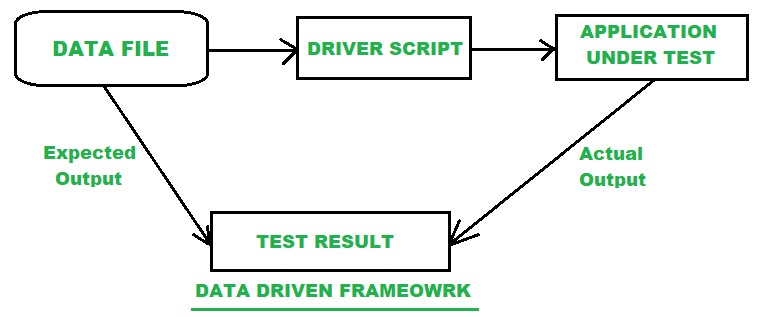 DATA FILE
DRIVER SCRIPT
APPLICATION
UNDER TEST
Expected
Output
Actual
Output
TEST RESULT
DATA DRIVEN FRAMEOWRK